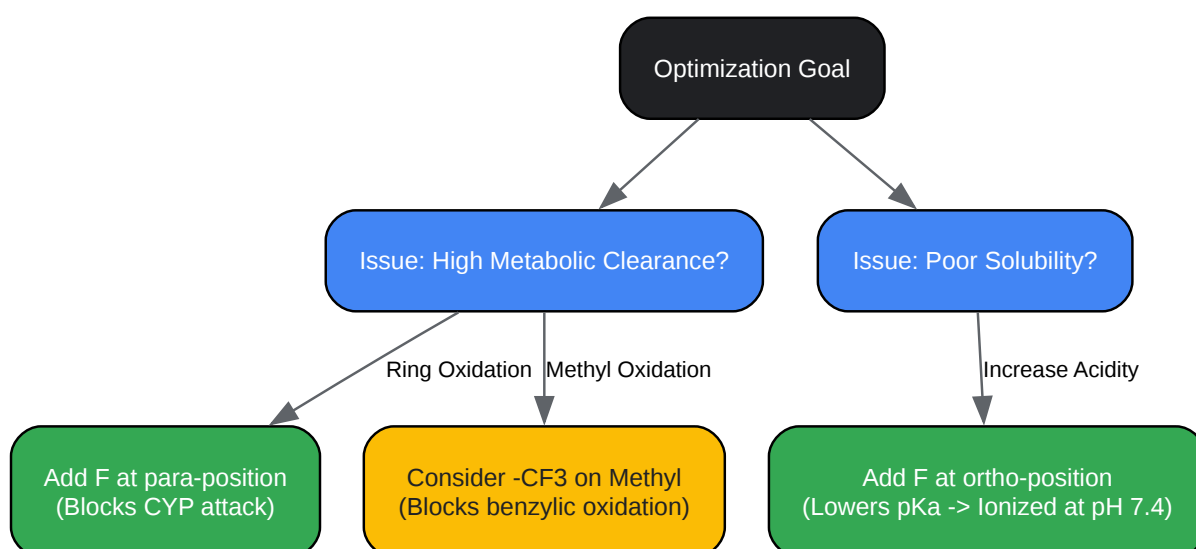 Optimization Goal
Issue: High Metabolic Clearance?
Issue: Poor Solubility?
Ring Oxidation
Methyl Oxidation
Increase Acidity
Add F at para-position
(Blocks CYP attack)
Consider -CF3 on Methyl
(Blocks benzylic oxidation)
Add F at ortho-position
(Lowers pKa -> Ionized at pH 7.4)